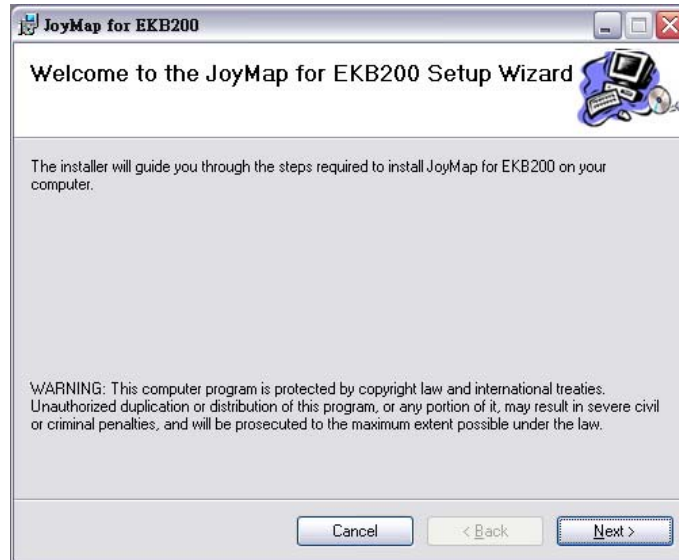 JoyMap for EKB200
Welcome to the JoyMap for EKB200 Setup Wizard
The installer will guide you through the steps required to install JoyMap for EKB200 on your
computer.
WARNING: This computer program is protected by copyright law and international treaties.
Unauthorized duplication or distribution of this program, or any portion of it, may result in severe civil
or criminal penalties, and will be prosecuted to the maximum extent possible under the law.
Cancel
< Back
Next >